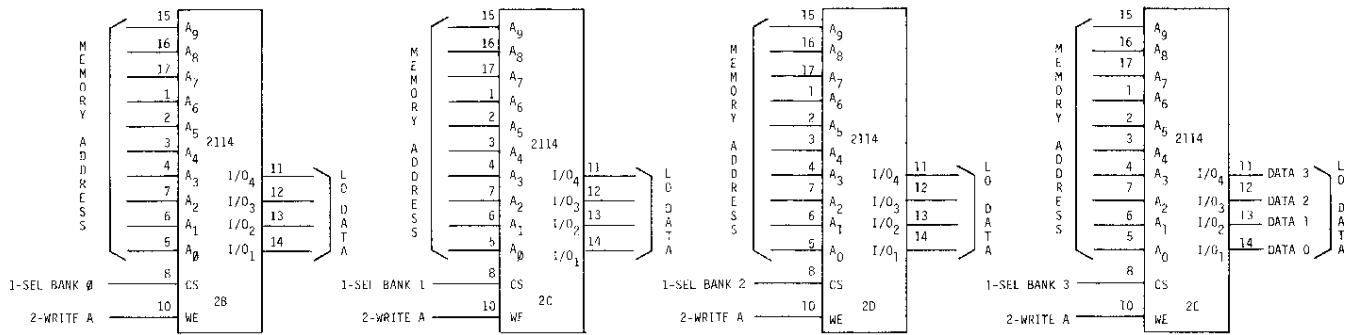 MEMORY ADDRESS
15 A9
16 A8
17 A7
1 A6
2 A5
3 A4
4 A3
7 A2
6 A1
5 AØ
2114
I/O4 11
I/O3 12
I/O2 13
I/O1 14
LO DATA
1-SEL BANK Ø 8 CS
2B
2-WRITE A 10 WE
MEMORY ADDRESS
15 A9
16 A8
17 A7
1 A6
2 A5
3 A4
4 A3
7 A2
6 A1
5 AØ
2114
I/O4 11
I/O3 12
I/O2 13
I/O1 14
LO DATA
1-SEL BANK 1 8 CS
2C
2-WRITE A 10 WE
MEMORY ADDRESS
15 A9
16 A8
17 A7
1 A6
2 A5
3 A4
4 A3
7 A2
6 A1
5 A0
2114
I/O4 11
I/O3 12
I/O2 13
I/O1 14
LO DATA
1-SEL BANK 2 8 CS
2D
2-WRITE A 10 WE
MEMORY ADDRESS
15 A9
16 A8
17 A7
1 A6
2 A5
3 A4
4 A3
7 A2
6 A1
5 A0
2114
I/O4 11 DATA 3
I/O3 12 DATA 2
I/O2 13 DATA 1
I/O1 14 DATA 0
LO DATA
1-SEL BANK 3 8 CS
2E
2-WRITE A 10 WE